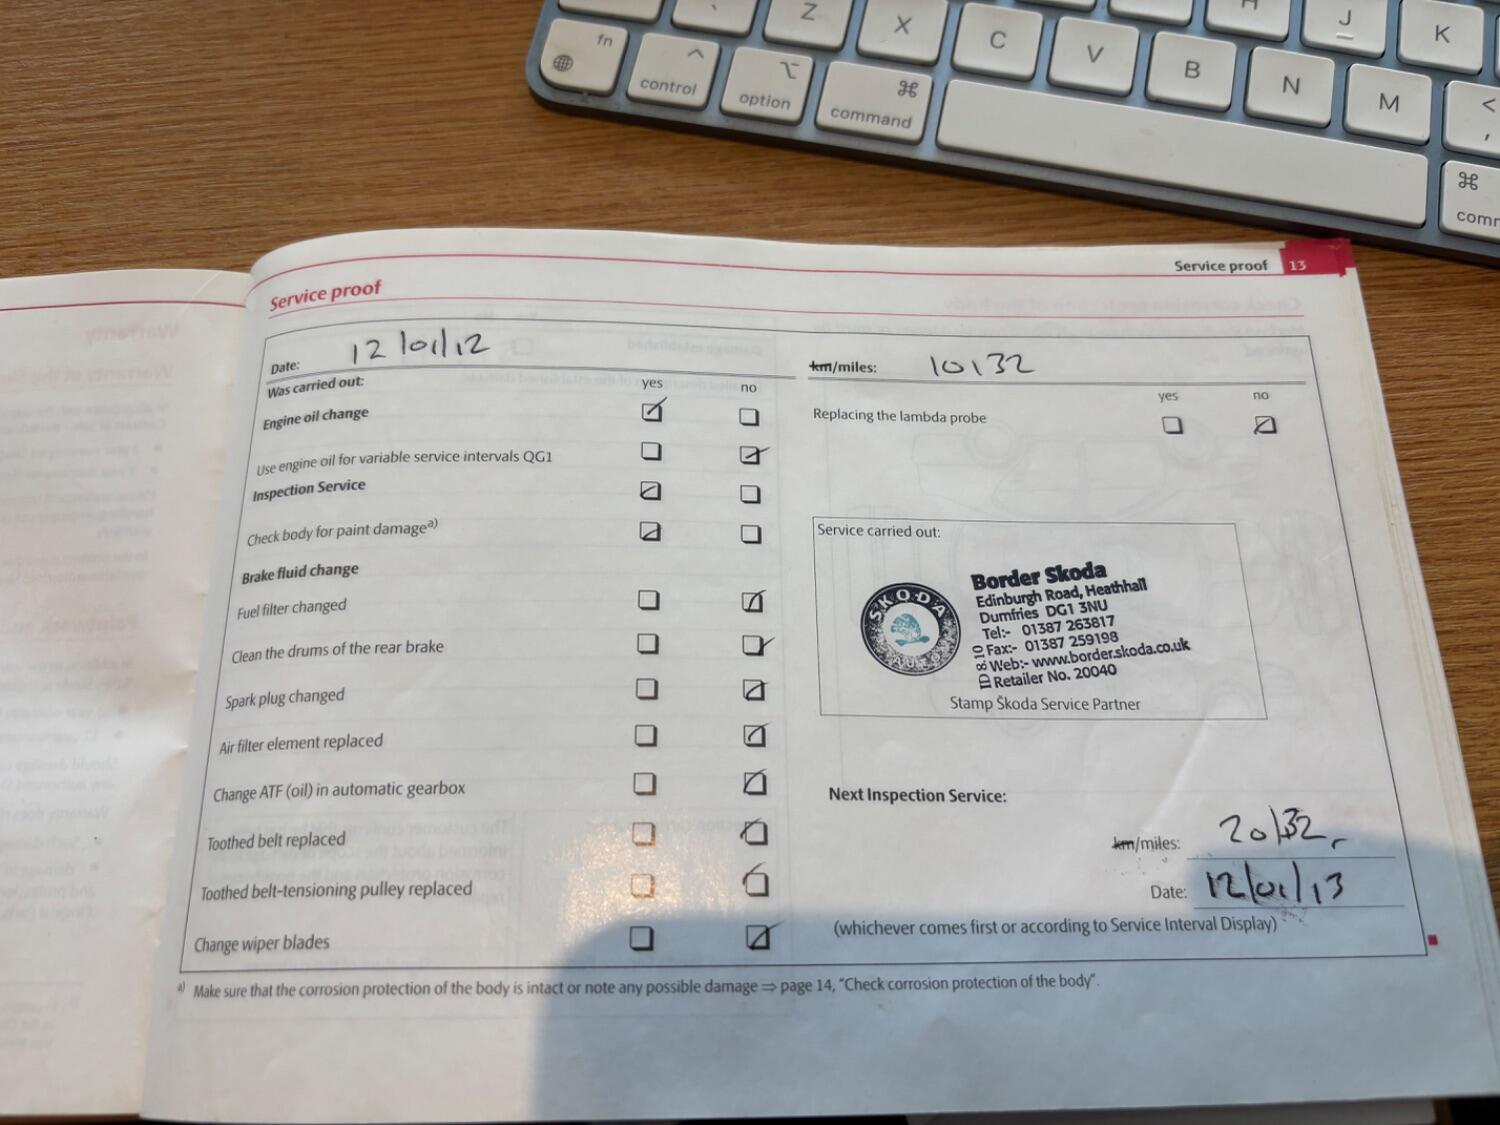 fn
control
option
⌘
command
Z
X
C
V
B
N
M
H
J
K
<
,
⌘
Service proof 13
Service proof
Date: 12/01/12
km/miles: 10132
Was carried out:
yes no
yes no
Engine oil change
Replacing the lambda probe
Use engine oil for variable service intervals QG1
Inspection Service
Check body for paint damage a)
Brake fluid change
Fuel filter changed
Clean the drums of the rear brake
Spark plug changed
Air filter element replaced
Change ATF (oil) in automatic gearbox
Toothed belt replaced
Toothed belt-tensioning pulley replaced
Change wiper blades
Service carried out:
SKODA
Border Skoda
Edinburgh Road, Heathhall
Dumfries DG1 3NU
Tel:- 01387 263817
Fax:- 01387 259198
Web:- www.border.skoda.co.uk
Retailer No. 20040
Stamp Škoda Service Partner
Next Inspection Service:
km/miles: 20132
Date: 12/01/13
(whichever comes first or according to Service Interval Display)
a) Make sure that the corrosion protection of the body is intact or note any possible damage ⇒ page 14, “Check corrosion protection of the body”.